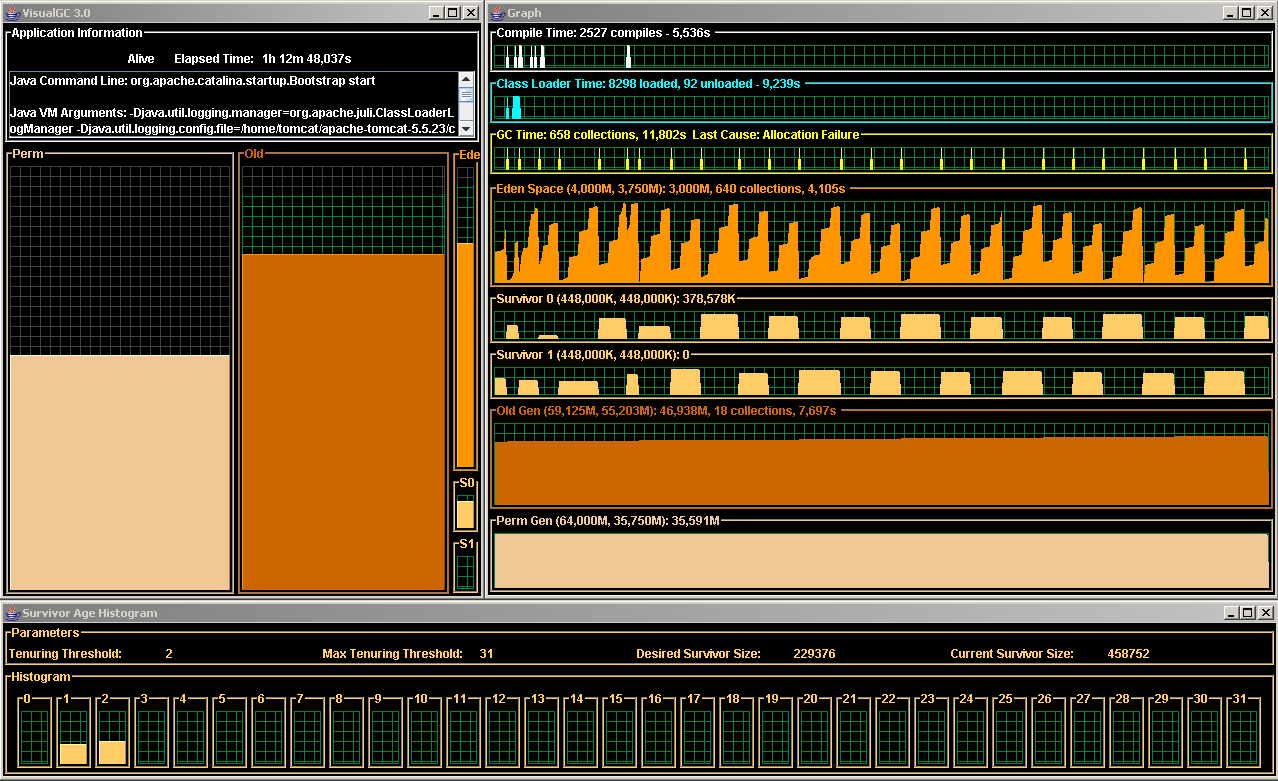 VisualGC 3.0
Application Information
Alive Elapsed Time: 1h 12m 48,037s
Java Command Line: org.apache.catalina.startup.Bootstrap start
Java VM Arguments: -Djava.util.logging.manager=org.apache.juli.ClassLoaderL
ogManager -Djava.util.logging.config.file=/home/tomcat/apache-tomcat-5.5.23/c
Perm
Old
Ede
S0
S1
Graph
Compile Time: 2527 compiles - 5,536s
Class Loader Time: 8298 loaded, 92 unloaded - 9,239s
GC Time: 658 collections, 11,802s Last Cause: Allocation Failure
Eden Space (4,000M, 3,750M): 3,000M, 640 collections, 4,105s
Survivor 0 (448,000K, 448,000K): 378,578K
Survivor 1 (448,000K, 448,000K): 0
Old Gen (59,125M, 55,203M): 46,938M, 18 collections, 7,697s
Perm Gen (64,000M, 35,750M): 35,591M
Survivor Age Histogram
Parameters
Tenuring Threshold: 2 Max Tenuring Threshold: 31 Desired Survivor Size: 229376 Current Survivor Size: 458752
Histogram
0 1 2 3 4 5 6 7 8 9 10 11 12 13 14 15 16 17 18 19 20 21 22 23 24 25 26 27 28 29 30 31